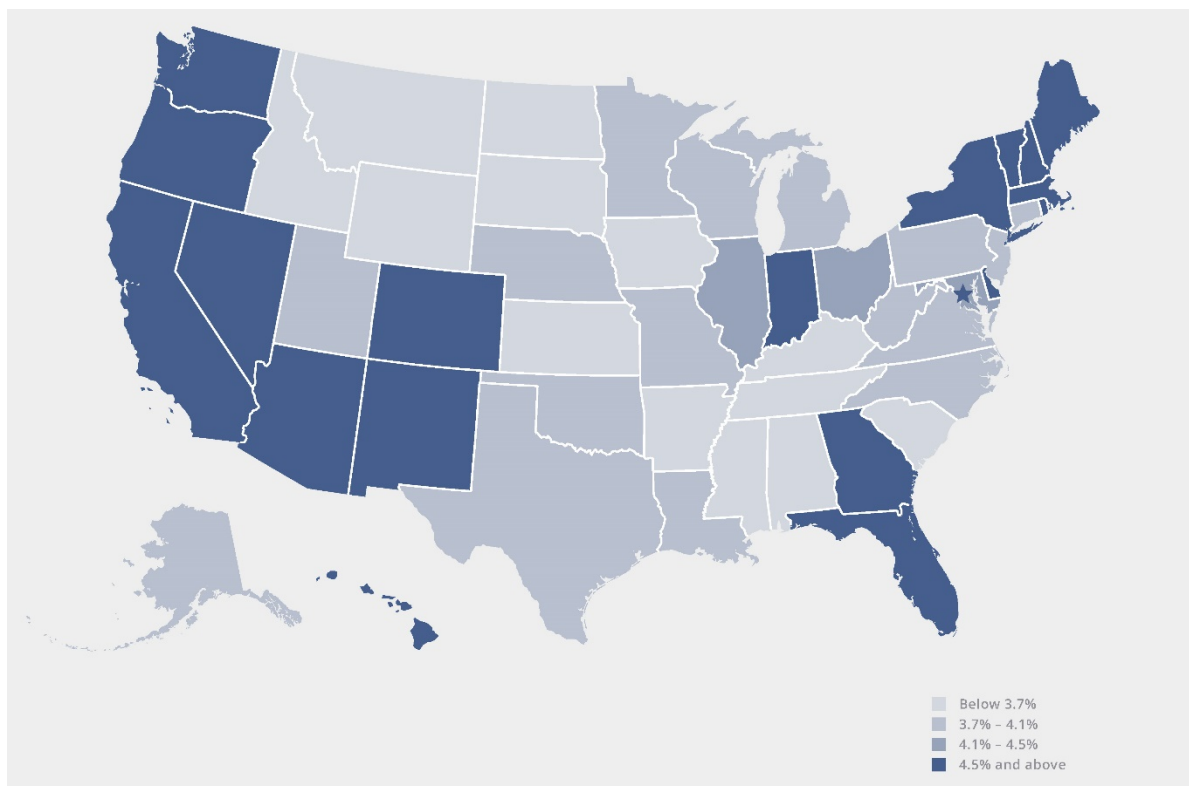 Below 3.7%
3.7% – 4.1%
4.1% – 4.5%
4.5% and above